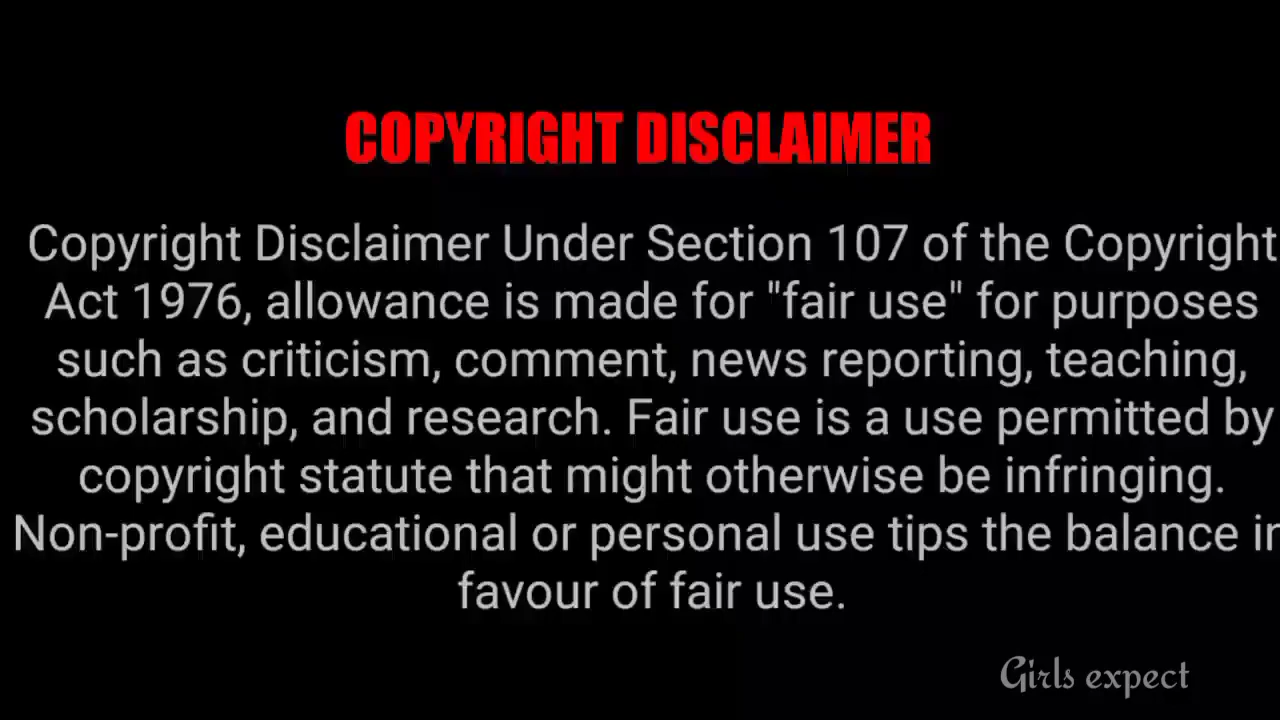 COPYRIGHT DISCLAIMER
Copyright Disclaimer Under Section 107 of the Copyright
Act 1976, allowance is made for "fair use" for purposes
such as criticism, comment, news reporting, teaching,
scholarship, and research. Fair use is a use permitted by
copyright statute that might otherwise be infringing.
Non-profit, educational or personal use tips the balance in
favour of fair use.
Girls expect